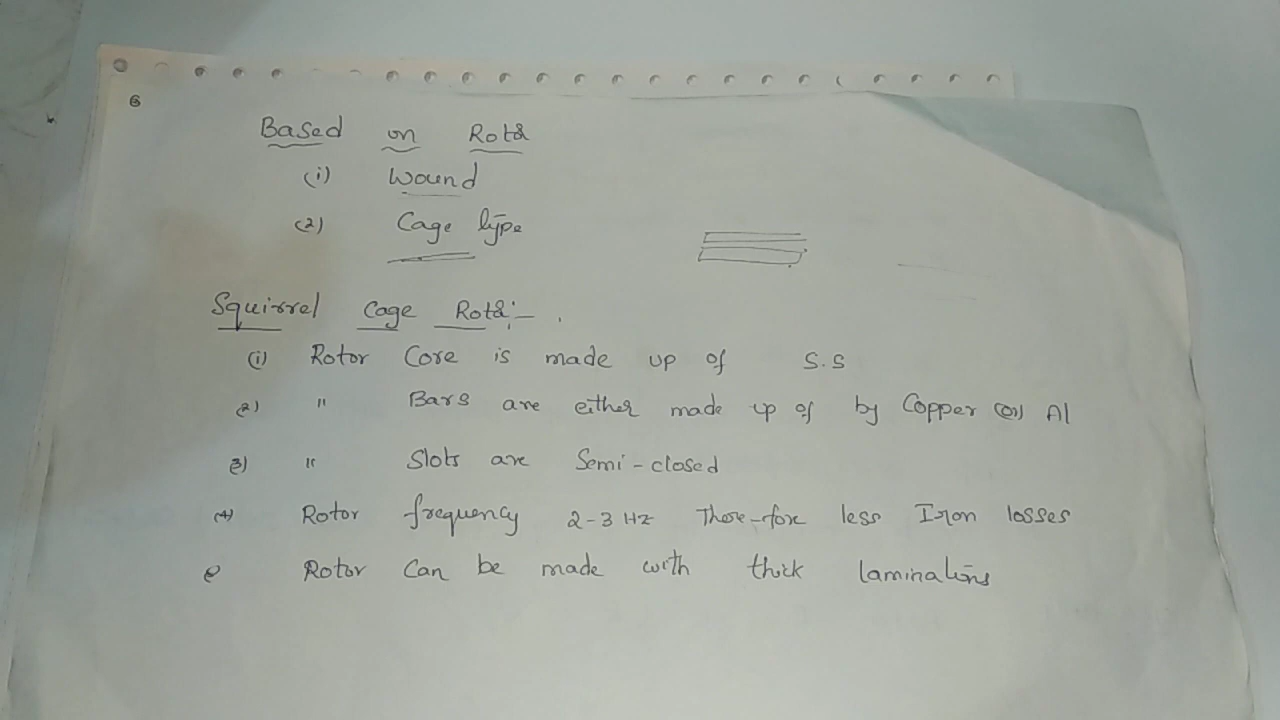 6
Based on Rotor
(i) Wound
(2) Cage type
Squirrel Cage Rotor:-
(i) Rotor Core is made up of S.S
(2) " Bars are either made up of by Copper (or) Al
(3) " Slots are Semi-closed
(4) Rotor frequency 2-3 Hz There-fore less Iron losses
Rotor Can be made with thick laminations